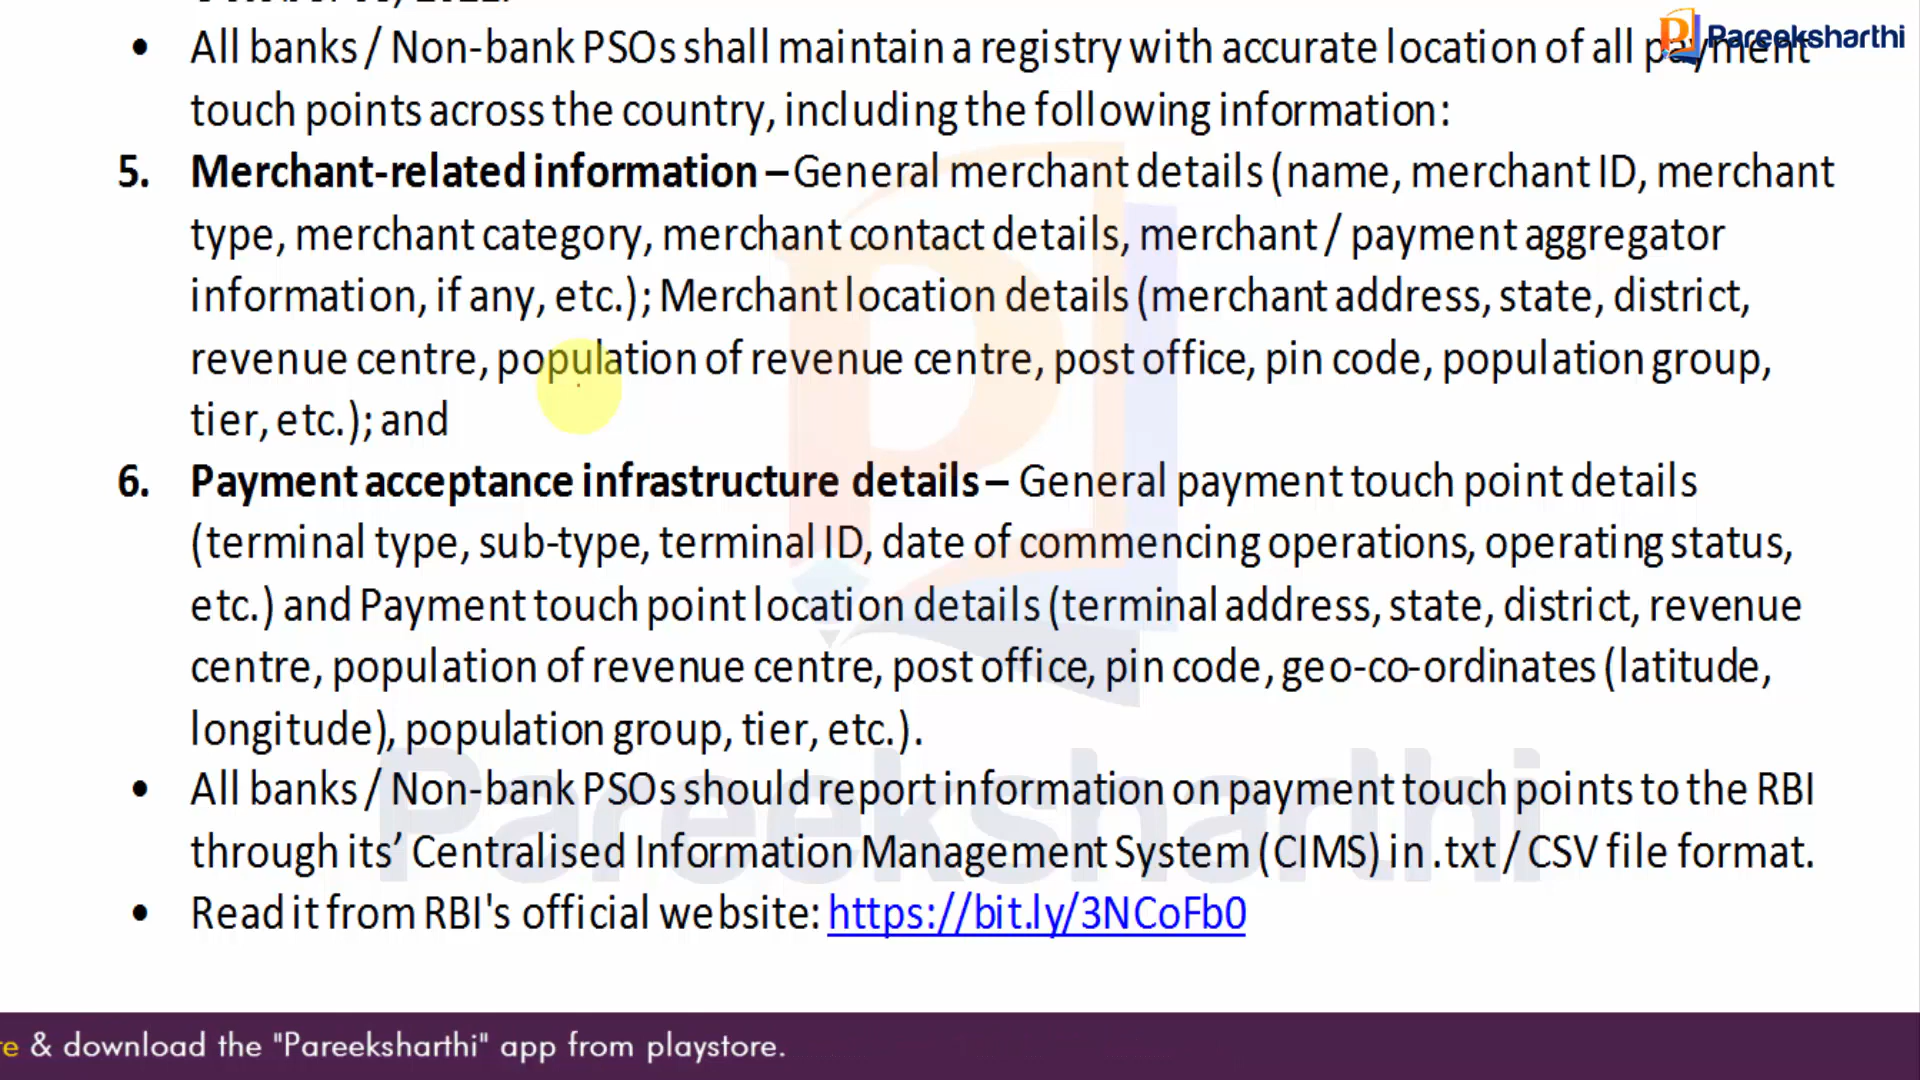 • All banks / Non-bank PSOs shall maintain a registry with accurate location of all payment
Pareeksharthi
touch points across the country, including the following information:
5. Merchant-related information – General merchant details (name, merchant ID, merchant
type, merchant category, merchant contact details, merchant / payment aggregator
information, if any, etc.); Merchant location details (merchant address, state, district,
revenue centre, population of revenue centre, post office, pin code, population group,
tier, etc.); and
6. Payment acceptance infrastructure details – General payment touch point details
(terminal type, sub-type, terminal ID, date of commencing operations, operating status,
etc.) and Payment touch point location details (terminal address, state, district, revenue
centre, population of revenue centre, post office, pin code, geo-co-ordinates (latitude,
longitude), population group, tier, etc.).
Pareeksharthi
• All banks / Non-bank PSOs should report information on payment touch points to the RBI
through its’ Centralised Information Management System (CIMS) in .txt / CSV file format.
• Read it from RBI's official website: https://bit.ly/3NCoFb0
& download the "Pareeksharthi" app from playstore.